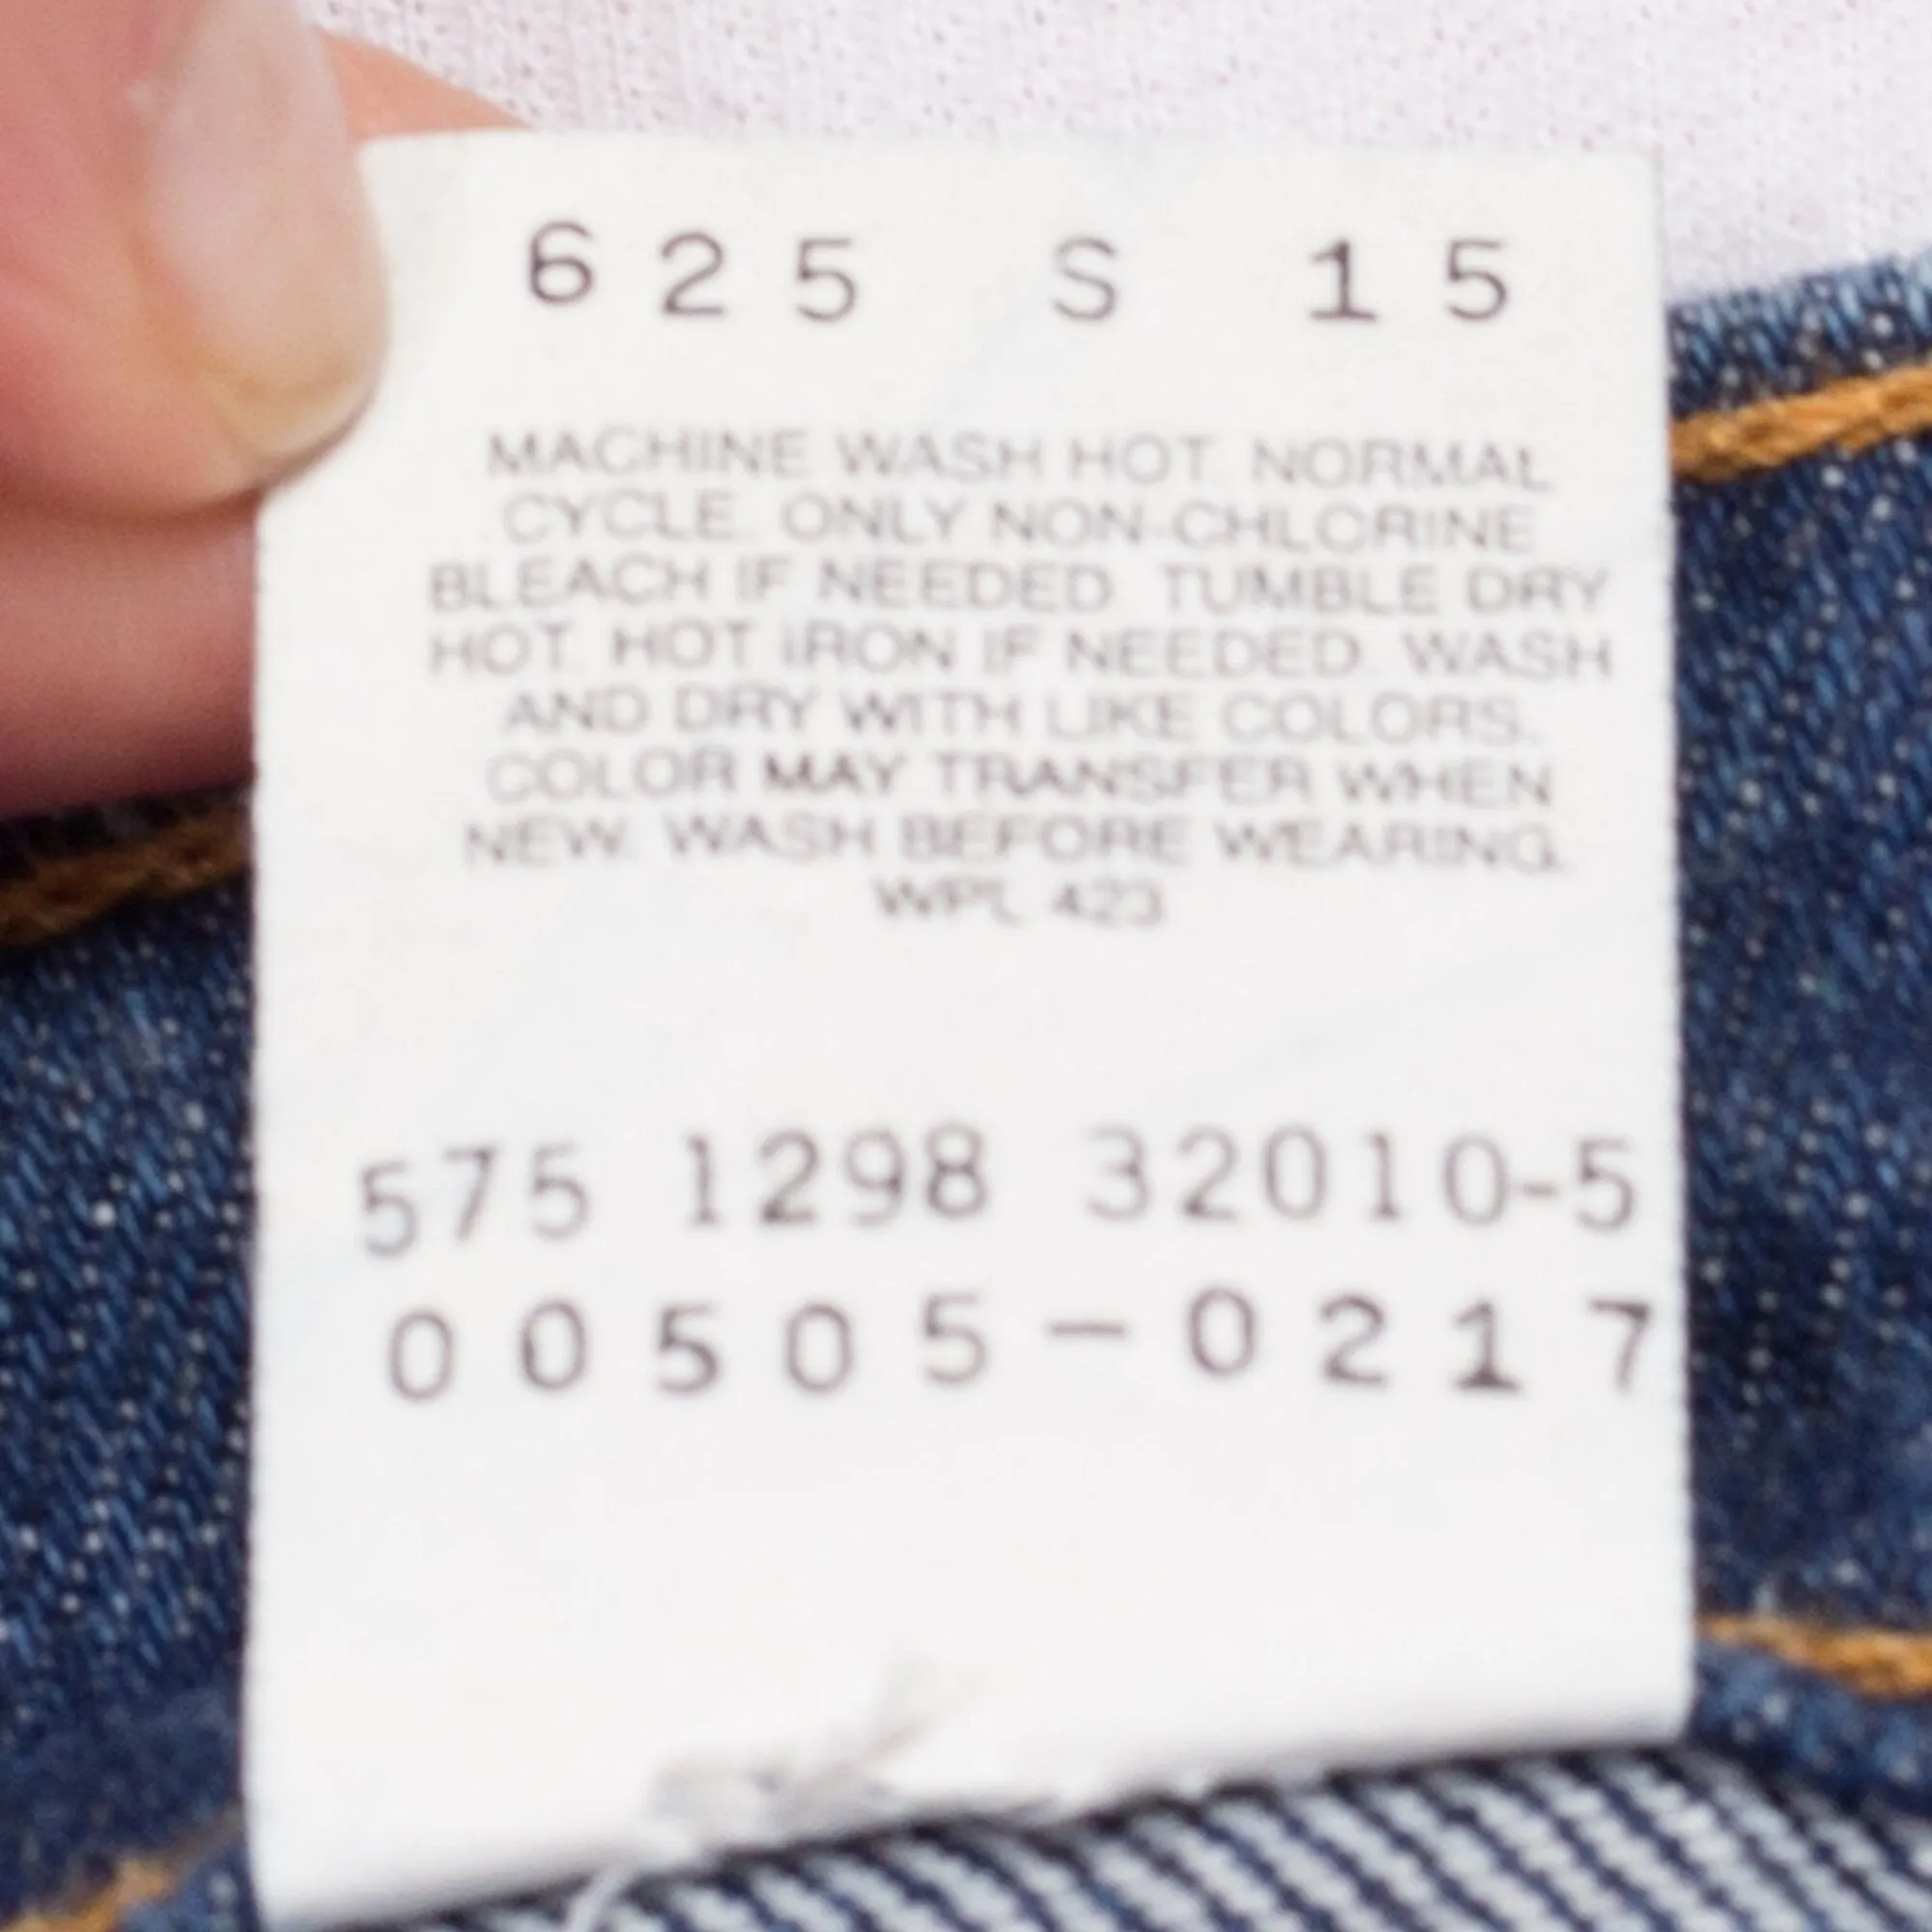 625 S 15
MACHINE WASH HOT. NORMAL
CYCLE. ONLY NON-CHLORINE
BLEACH IF NEEDED. TUMBLE DRY
HOT. HOT IRON IF NEEDED. WASH
AND DRY WITH LIKE COLORS.
COLOR MAY TRANSFER WHEN
NEW. WASH BEFORE WEARING.
WPL 423
575 1298 32010-5
00505-0217